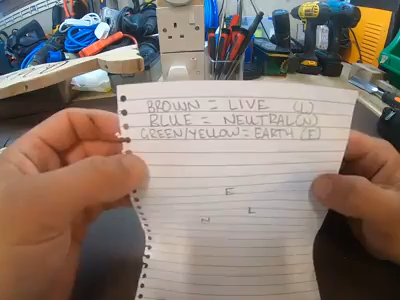 BROWN = LIVE (L)
BLUE = NEUTRAL (N)
GREEN/YELLOW = EARTH (E)
E
L
N